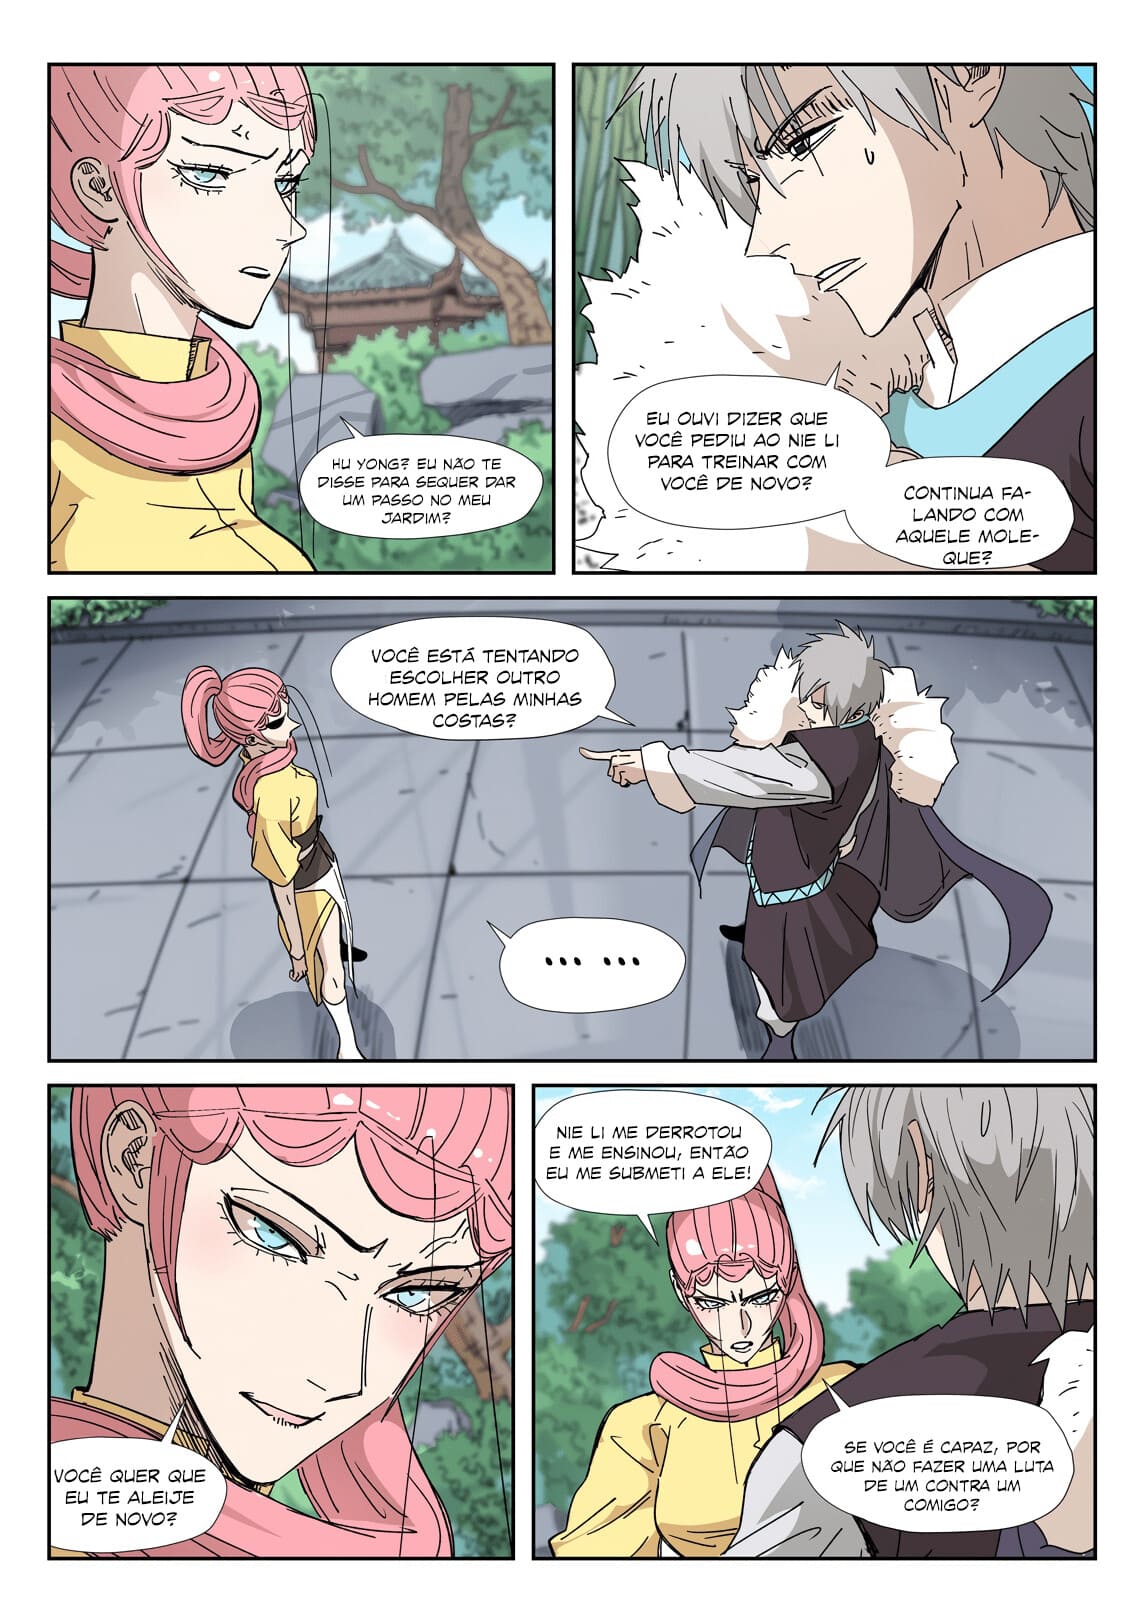 HU YONG? EU NÃO TE
DISSE PARA SEQUER DAR
UM PASSO NO MEU
JARDIM?
EU OUVI DIZER QUE
VOCÊ PEDIU AO NIE LI
PARA TREINAR COM
VOCÊ DE NOVO?
CONTINUA FA-
LANDO COM
AQUELE MOLE-
QUE?
VOCÊ ESTÁ TENTANDO
ESCOLHER OUTRO
HOMEM PELAS MINHAS
COSTAS?
... ...
VOCÊ QUER QUE
EU TE ALEIJE
DE NOVO?
NIE LI ME DERROTOU
E ME ENSINOU; ENTÃO
EU ME SUBMETI A ELE!
SE VOCÊ É CAPAZ, POR
QUE NÃO FAZER UMA LUTA
DE UM CONTRA UM
COMIGO?